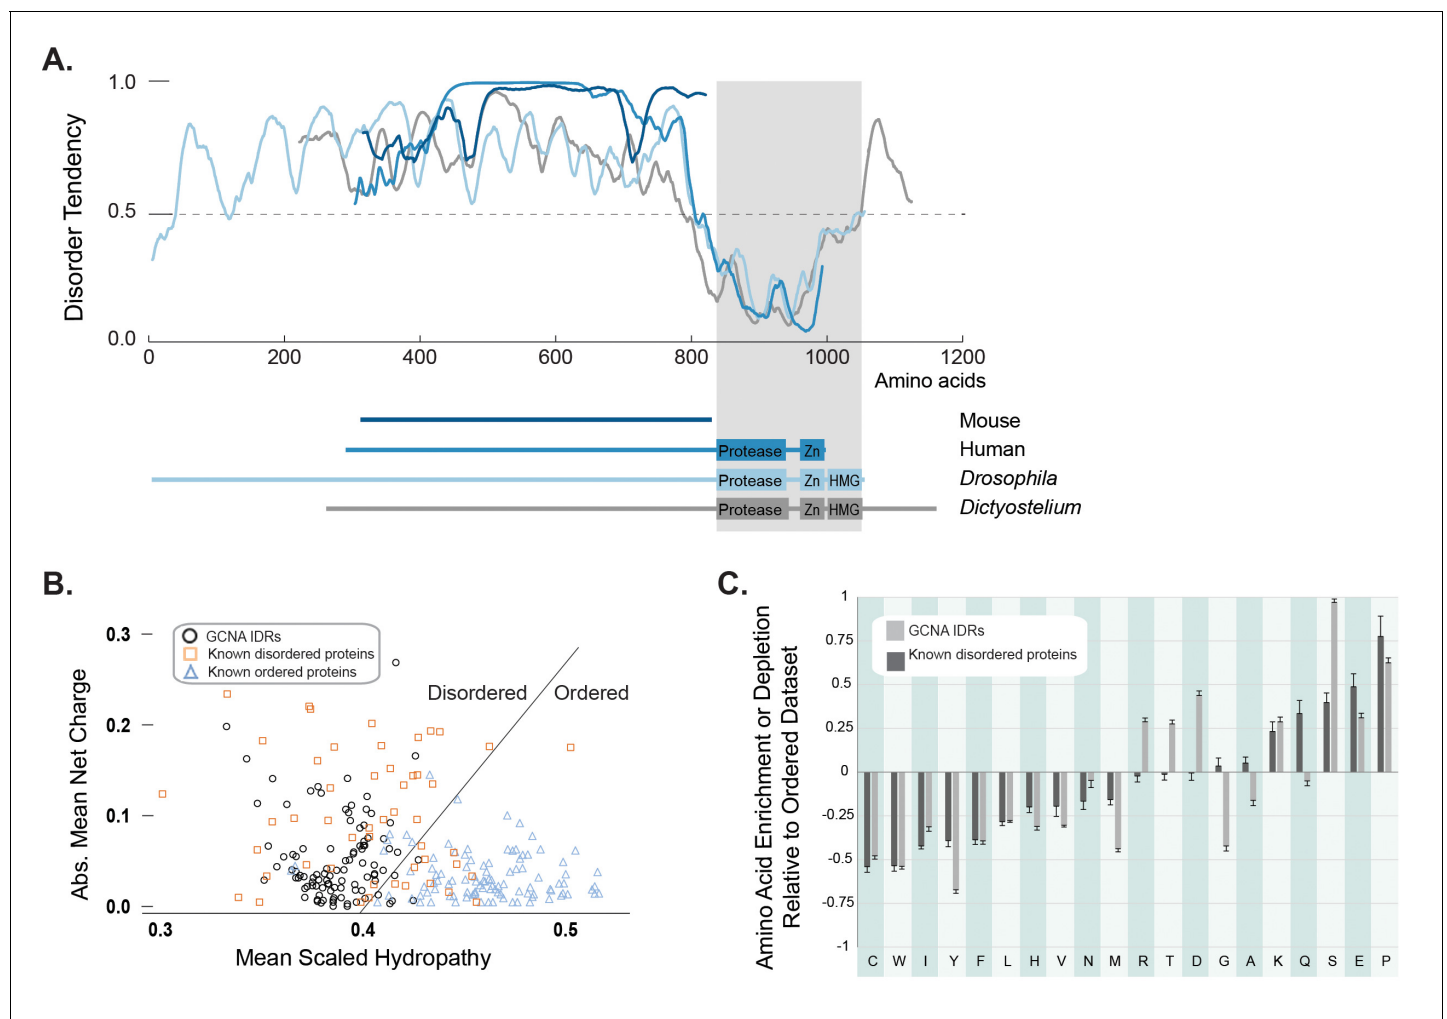 A.
1.0
0.5
0.0
Disorder Tendency
0 200 400 600 800 1000 1200
Amino acids
Mouse
Protease Zn Human
Protease Zn HMG Drosophila
Protease Zn HMG Dictyostelium
B.
0.3
0.2
0.1
0.0
Abs. Mean Net Charge
GCNA IDRs
Known disordered proteins
Known ordered proteins
Disordered Ordered
0.3 0.4 0.5
Mean Scaled Hydropathy
C.
Amino Acid Enrichment or Depletion
Relative to Ordered Dataset
1
0.75
0.5
0.25
0
-0.25
-0.5
-0.75
-1
GCNA IDRs
Known disordered proteins
C W I Y F L H V N M R T D G A K Q S E P